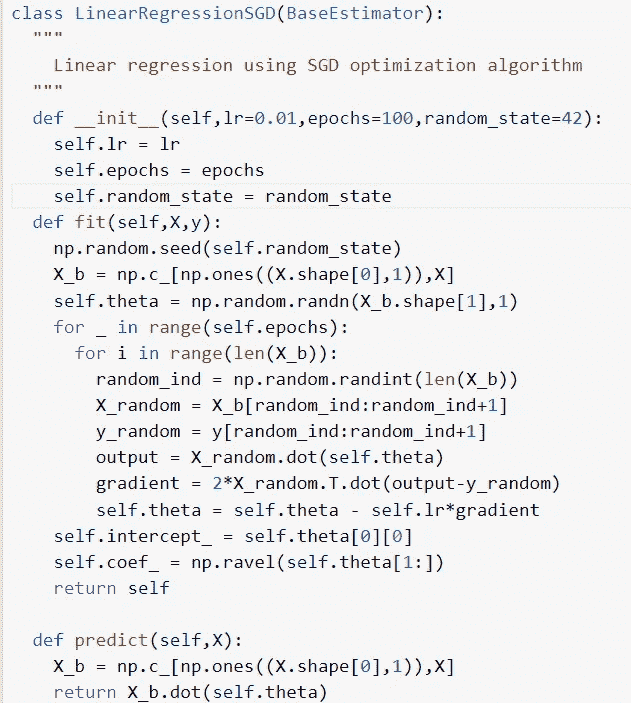 class LinearRegressionSGD(BaseEstimator):
  """
    Linear regression using SGD optimization algorithm
  """
  def __init__(self,lr=0.01,epochs=100,random_state=42):
    self.lr = lr
    self.epochs = epochs
    self.random_state = random_state
  def fit(self,X,y):
    np.random.seed(self.random_state)
    X_b = np.c_[np.ones((X.shape[0],1)),X]
    self.theta = np.random.randn(X_b.shape[1],1)
    for _ in range(self.epochs):
      for i in range(len(X_b)):
        random_ind = np.random.randint(len(X_b))
        X_random = X_b[random_ind:random_ind+1]
        y_random = y[random_ind:random_ind+1]
        output = X_random.dot(self.theta)
        gradient = 2*X_random.T.dot(output-y_random)
        self.theta = self.theta - self.lr*gradient
    self.intercept_ = self.theta[0][0]
    self.coef_ = np.ravel(self.theta[1:])
    return self

  def predict(self,X):
    X_b = np.c_[np.ones((X.shape[0],1)),X]
    return X_b.dot(self.theta)